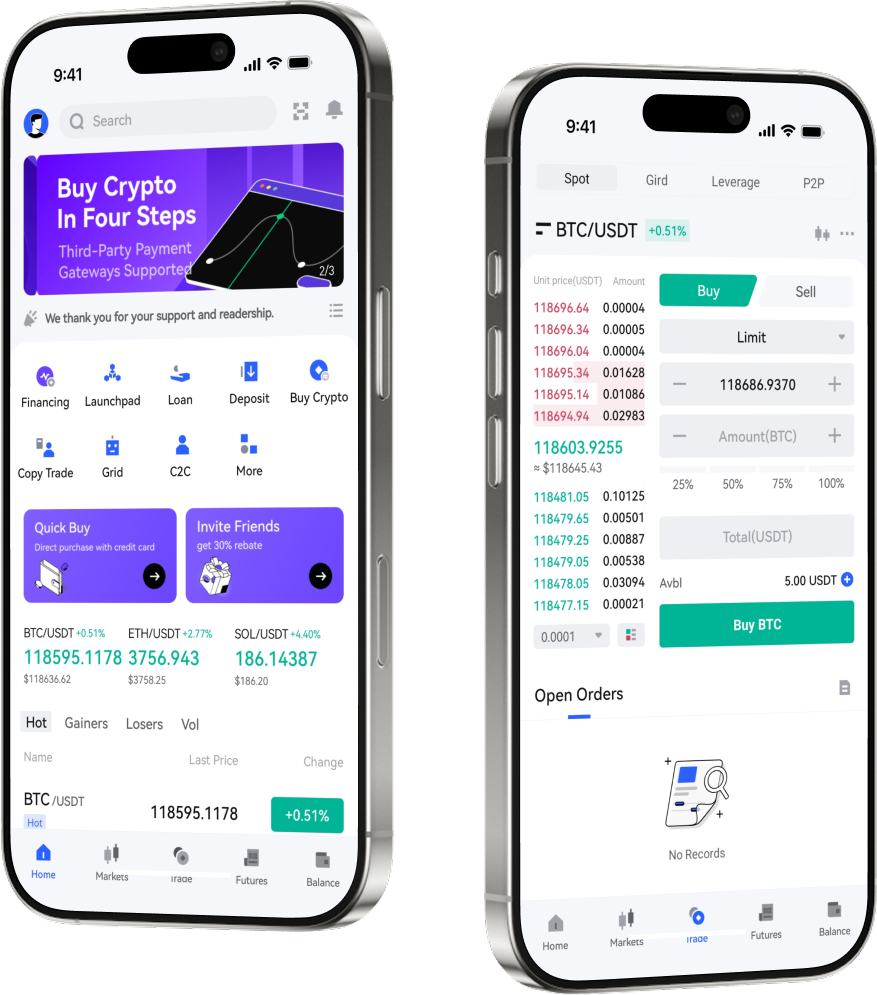 9:41
Search
Buy Crypto
In Four Steps
Third-Party Payment
Gateways Supported
2/3
We thank you for your support and readership.
Financing Launchpad Loan Deposit Buy Crypto
Copy Trade Grid C2C More
Quick Buy
Direct purchase with credit card
Invite Friends
get 30% rebate
BTC/USDT +0.51% ETH/USDT +2.77% SOL/USDT +4.40%
118595.1178 3756.943 186.14387
$118636.62 $3758.25 $186.20
Hot Gainers Losers Vol
Name Last Price Change
BTC /USDT 118595.1178 +0.51%
Hot
Home Markets Trade Futures Balance
9:41
Spot Gird Leverage P2P
BTC/USDT +0.51%
Unit price(USDT) Amount
118696.64 0.00004
118696.34 0.00005
118696.04 0.00004
118695.34 0.01628
118695.14 0.01086
118694.94 0.02983
118603.9255
≈ $118645.43
118481.05 0.10125
118479.65 0.00501
118479.25 0.00887
118479.05 0.00538
118478.05 0.03094
118477.15 0.00021
0.0001
Buy Sell
Limit
118686.9370
Amount(BTC)
25% 50% 75% 100%
Total(USDT)
Avbl 5.00 USDT
Buy BTC
Open Orders
No Records
Home Markets Trade Futures Balance